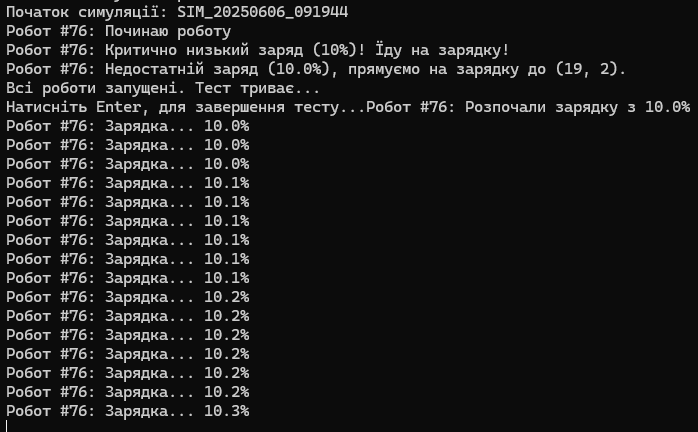 Початок симуляції: SIM_20250606_091944
Робот #76: Починаю роботу
Робот #76: Критично низький заряд (10%)! Їду на зарядку!
Робот #76: Недостатній заряд (10.0%), прямуємо на зарядку до (19, 2).
Всі роботи запущені. Тест триває...
Натисніть Enter, для завершення тесту...Робот #76: Розпочали зарядку з 10.0%
Робот #76: Зарядка... 10.0%
Робот #76: Зарядка... 10.0%
Робот #76: Зарядка... 10.0%
Робот #76: Зарядка... 10.1%
Робот #76: Зарядка... 10.1%
Робот #76: Зарядка... 10.1%
Робот #76: Зарядка... 10.1%
Робот #76: Зарядка... 10.1%
Робот #76: Зарядка... 10.1%
Робот #76: Зарядка... 10.2%
Робот #76: Зарядка... 10.2%
Робот #76: Зарядка... 10.2%
Робот #76: Зарядка... 10.2%
Робот #76: Зарядка... 10.2%
Робот #76: Зарядка... 10.2%
Робот #76: Зарядка... 10.3%